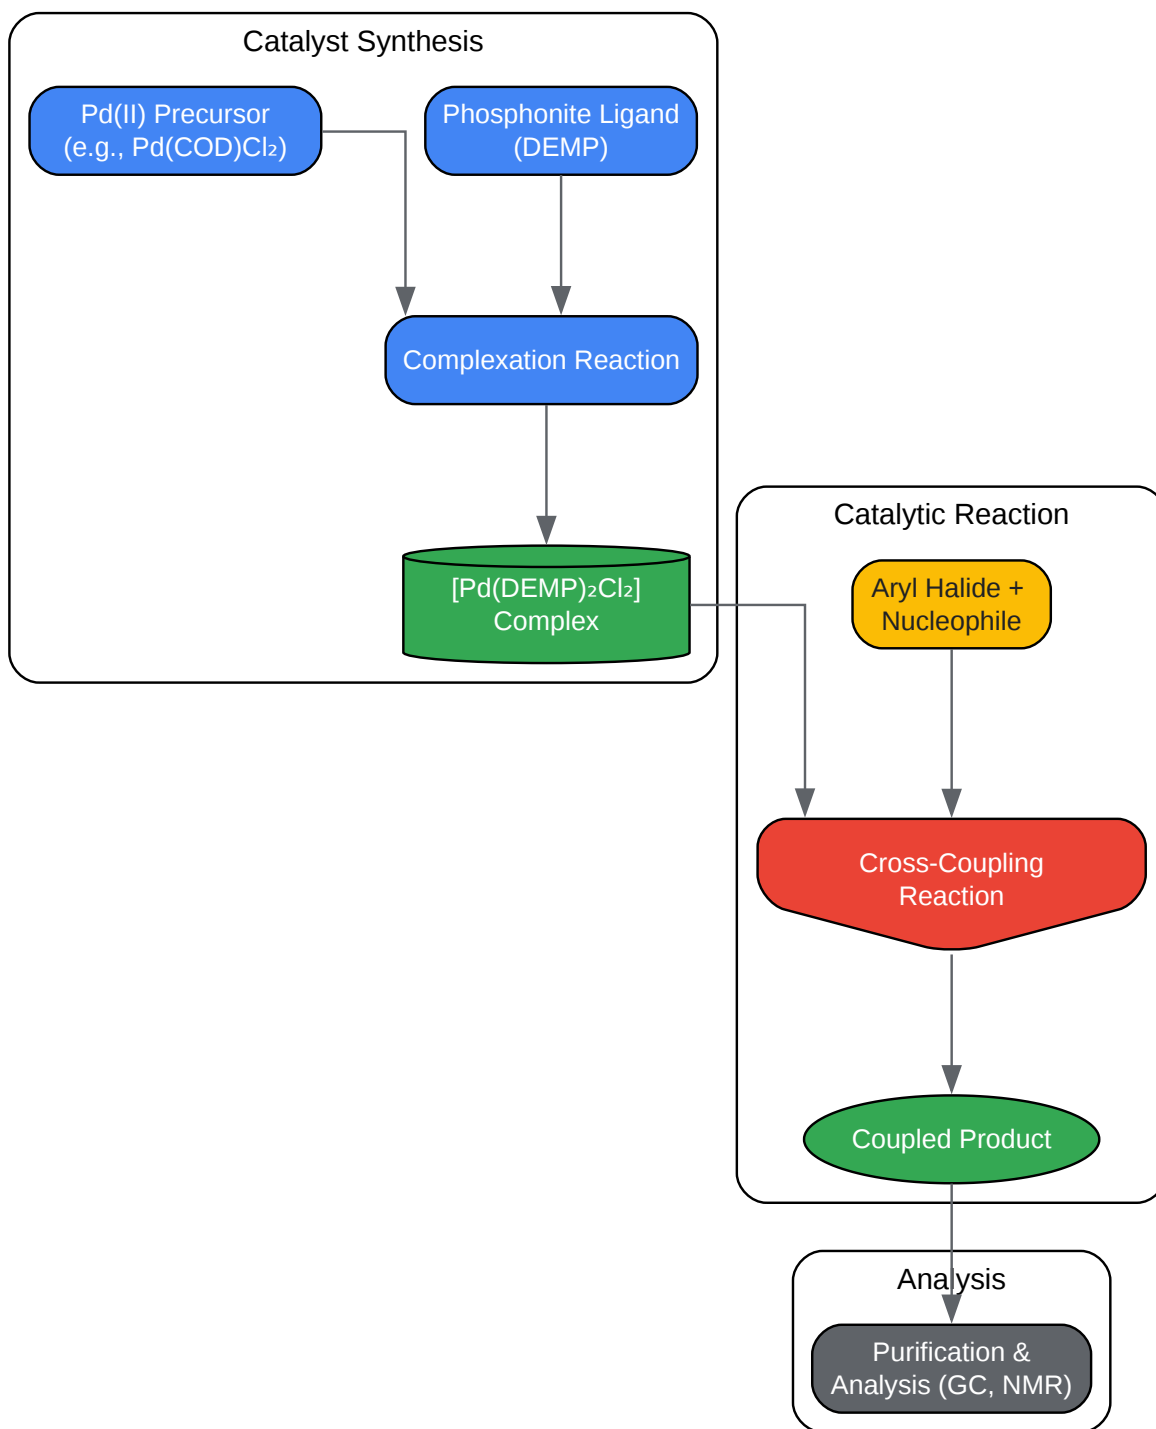 Catalyst Synthesis
Pd(II) Precursor
(e.g., Pd(COD)Cl₂)
Phosphonite Ligand
(DEMP)
Complexation Reaction
[Pd(DEMP)₂Cl₂]
Complex
Catalytic Reaction
Aryl Halide +
Nucleophile
Cross-Coupling
Reaction
Coupled Product
Analysis
Purification &
Analysis (GC, NMR)